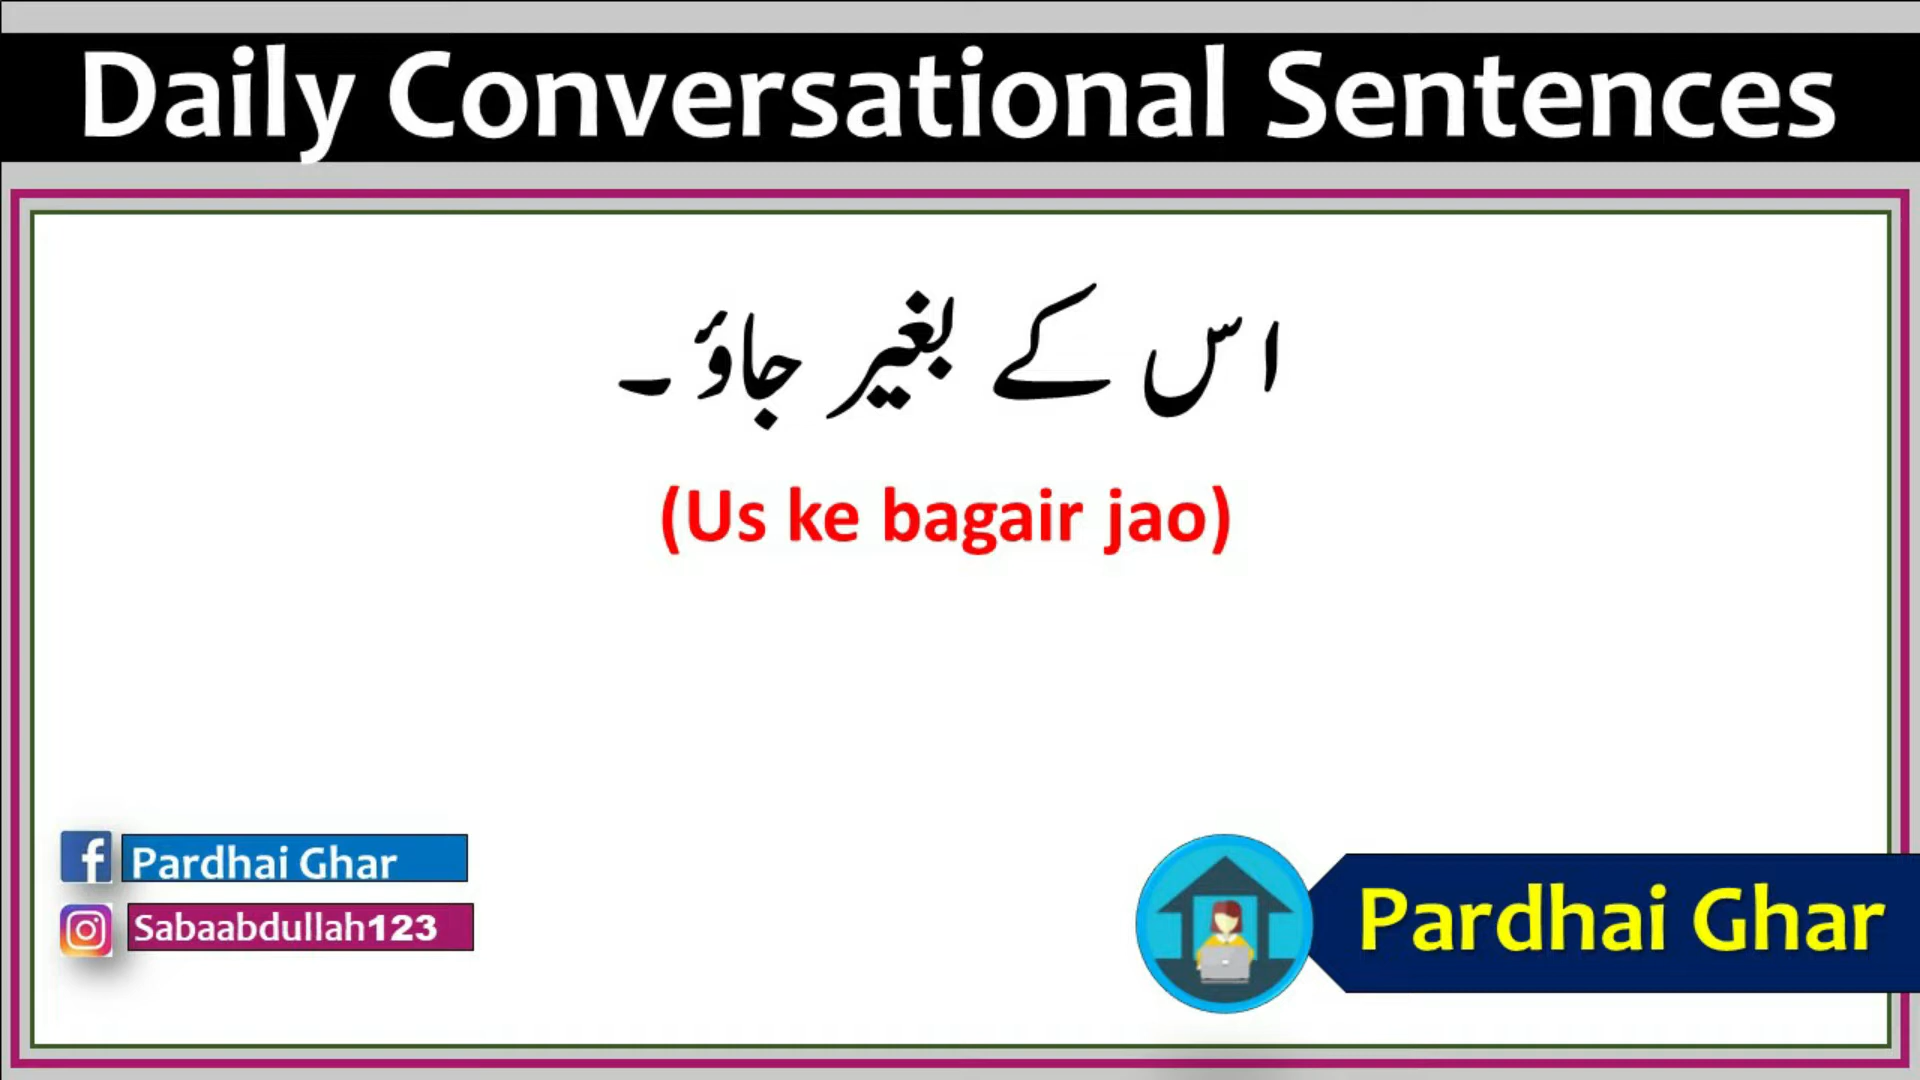 Daily Conversational Sentences
اس کے بغیر جاؤ۔
(Us ke bagair jao)
Pardhai Ghar
Sabaabdullah123
Pardhai Ghar